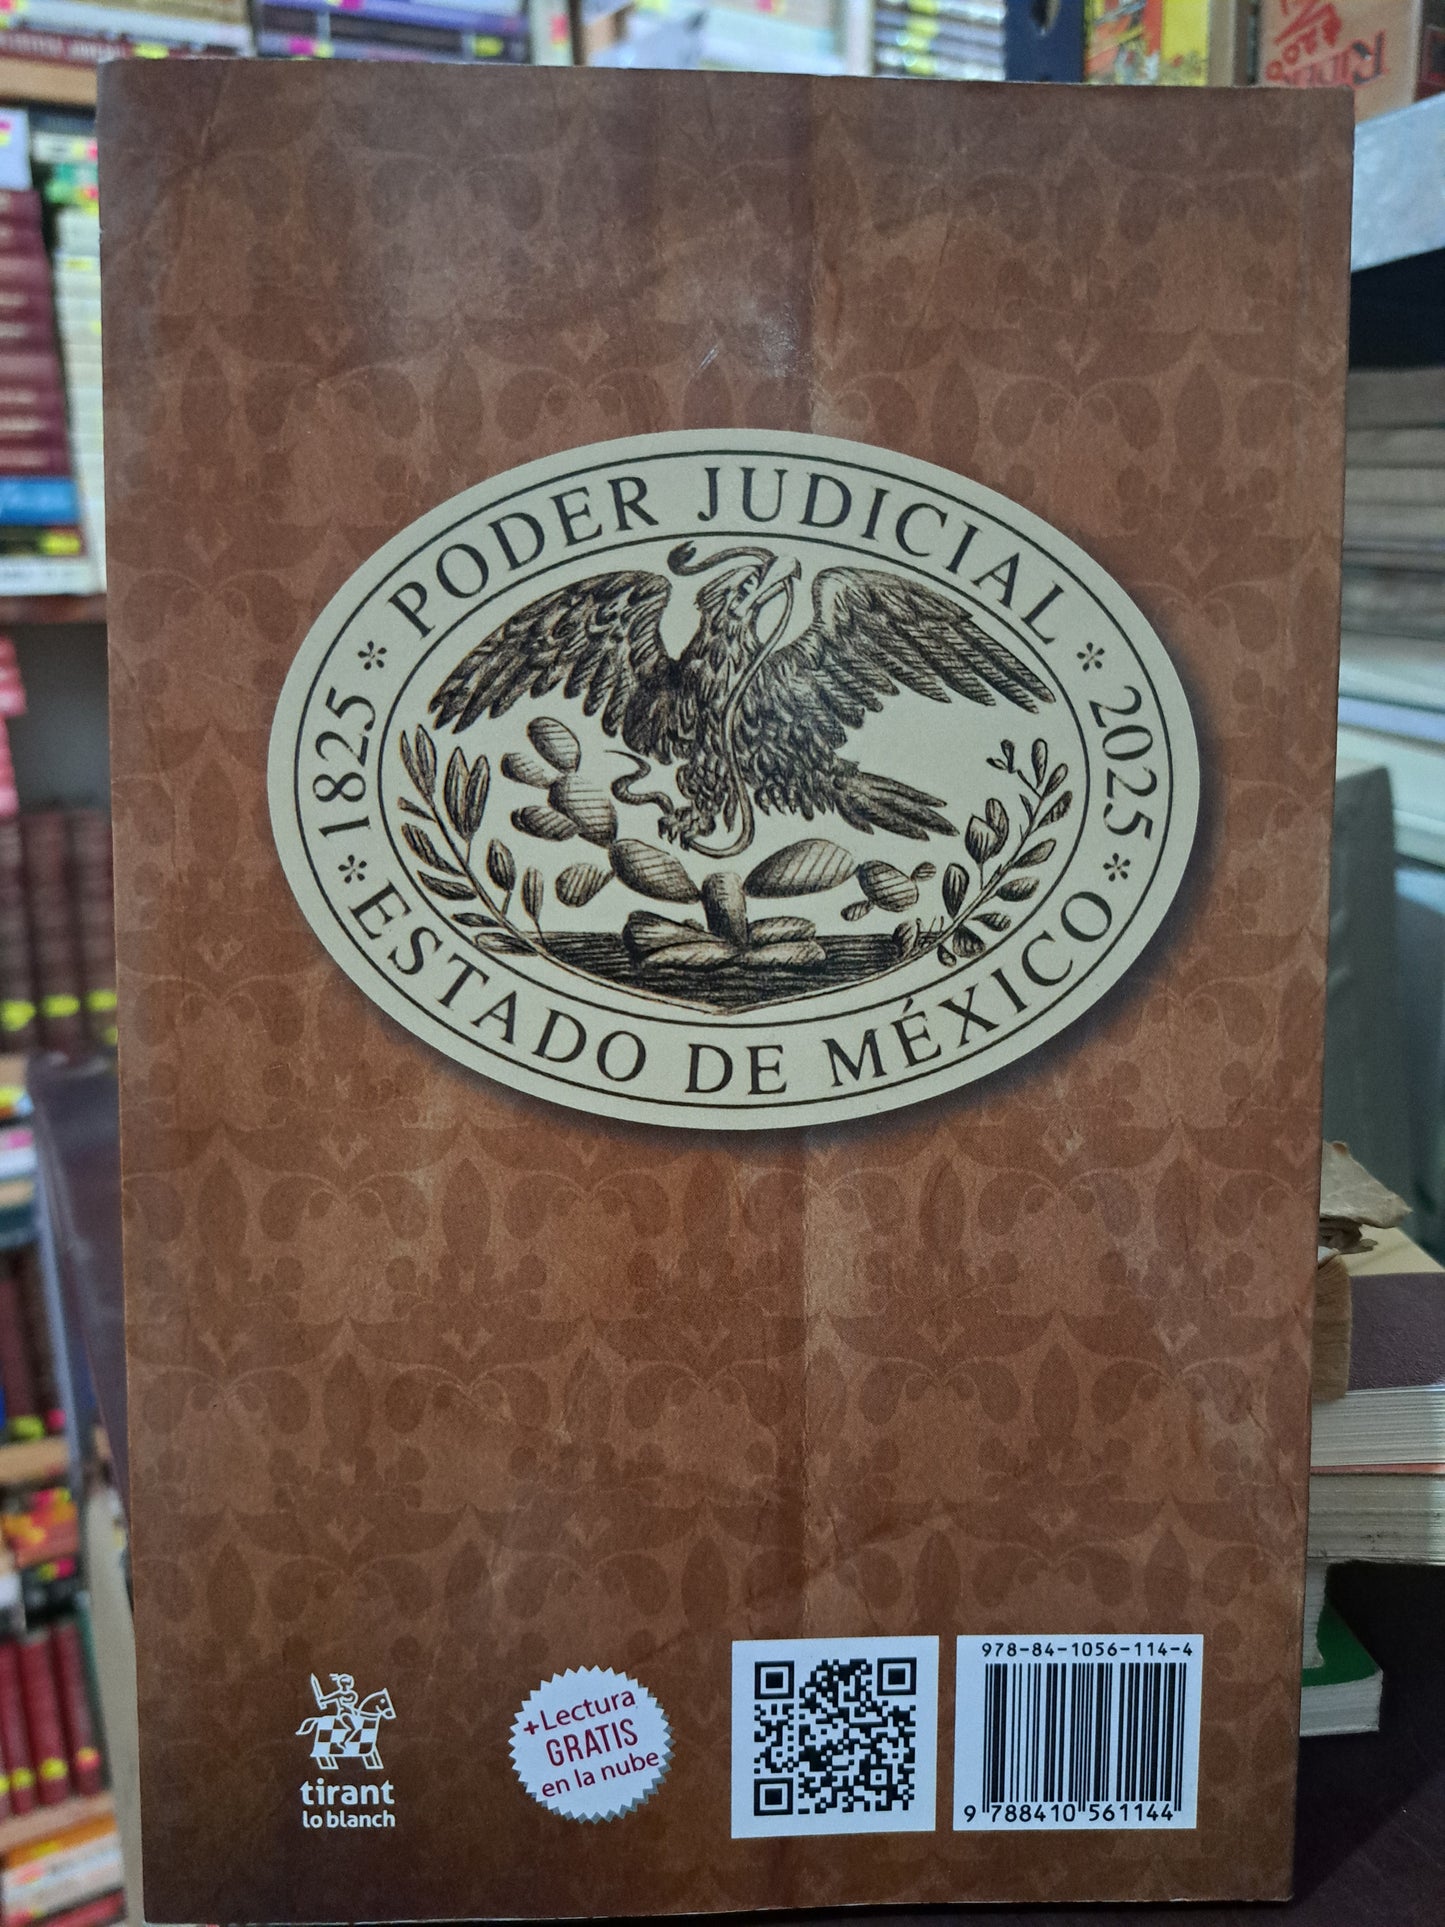 PODER JUDICIAL
* 1825 *
* 2025 *
ESTADO DE MÉXICO
tirant
lo blanch
+Lectura
GRATIS
en la nube
978-84-1056-114-4
9 788410 561144